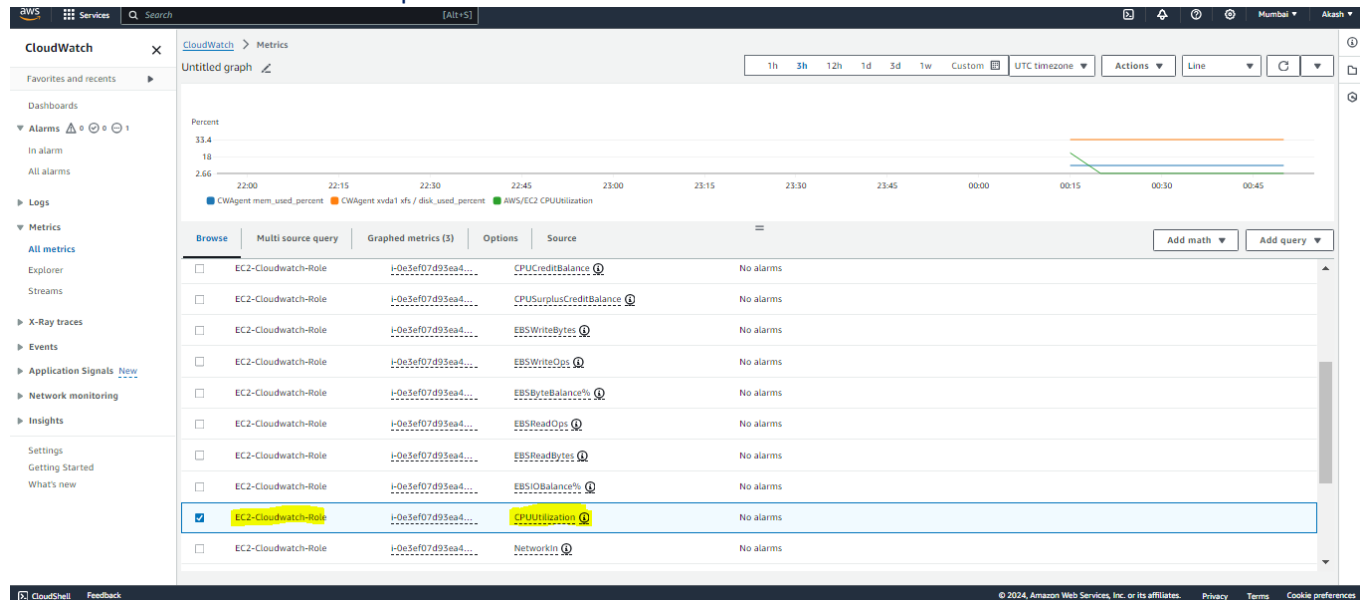 aws Services Search [Alt+S] Mumbai Akash
CloudWatch
CloudWatch > Metrics
Untitled graph
1h 3h 12h 1d 3d 1w Custom UTC timezone Actions Line
Favorites and recents
Dashboards
Alarms 0 0 1
In alarm
All alarms
Logs
Metrics
All metrics
Explorer
Streams
X-Ray traces
Events
Application Signals New
Network monitoring
Insights
Settings
Getting Started
What's new
Percent
33.4
18
2.66
22:00 22:15 22:30 22:45 23:00 23:15 23:30 23:45 00:00 00:15 00:30 00:45
CWAgent mem_used_percent CWAgent xvda1 xfs / disk_used_percent AWS/EC2 CPUUtilization
Browse Multi source query Graphed metrics (3) Options Source Add math Add query
EC2-Cloudwatch-Role i-0e3ef07d93ea4... CPUCreditBalance No alarms
EC2-Cloudwatch-Role i-0e3ef07d93ea4... CPUSurplusCreditBalance No alarms
EC2-Cloudwatch-Role i-0e3ef07d93ea4... EBSWriteBytes No alarms
EC2-Cloudwatch-Role i-0e3ef07d93ea4... EBSWriteOps No alarms
EC2-Cloudwatch-Role i-0e3ef07d93ea4... EBSByteBalance% No alarms
EC2-Cloudwatch-Role i-0e3ef07d93ea4... EBSReadOps No alarms
EC2-Cloudwatch-Role i-0e3ef07d93ea4... EBSReadBytes No alarms
EC2-Cloudwatch-Role i-0e3ef07d93ea4... EBSIOBalance% No alarms
EC2-Cloudwatch-Role i-0e3ef07d93ea4... CPUUtilization No alarms
EC2-Cloudwatch-Role i-0e3ef07d93ea4... NetworkIn No alarms
CloudShell Feedback © 2024, Amazon Web Services, Inc. or its affiliates. Privacy Terms Cookie preferences